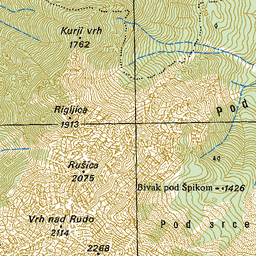 Kurji vrh
1762
Pod
Rigljica
1913
40
Rušica
2075
Bivak pod Špikom 1426
Vrh nad Rudo
2114
Pod srce
2268